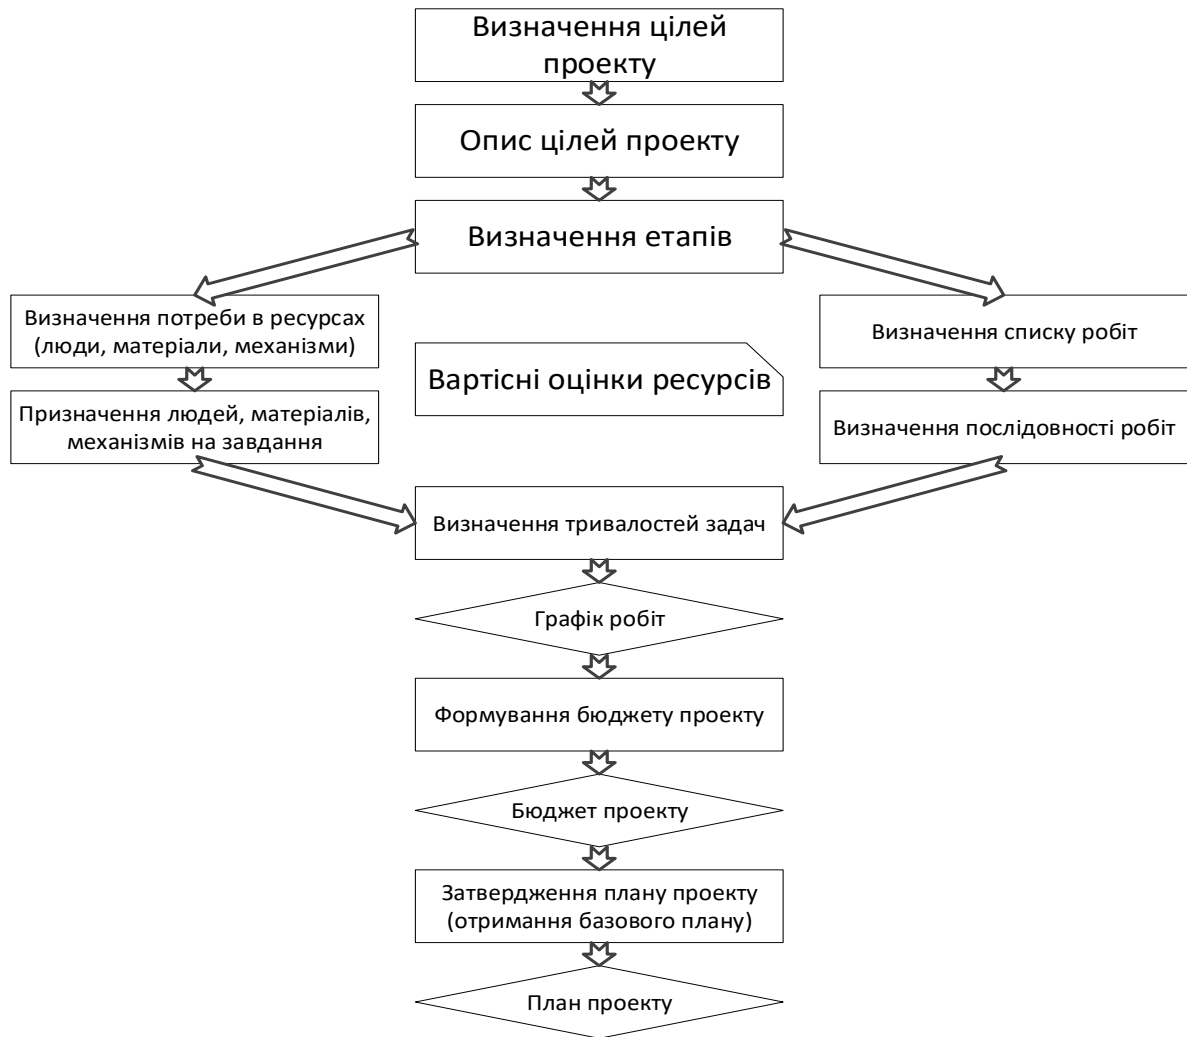 Визначення цілей
проекту
Опис цілей проекту
Визначення етапів
Визначення потреби в ресурсах
(люди, матеріали, механізми)
Визначення списку робіт
Вартісні оцінки ресурсів
Призначення людей, матеріалів,
механізмів на завдання
Визначення послідовності робіт
Визначення тривалостей задач
Графік робіт
Формування бюджету проекту
Бюджет проекту
Затвердження плану проекту
(отримання базового плану)
План проекту